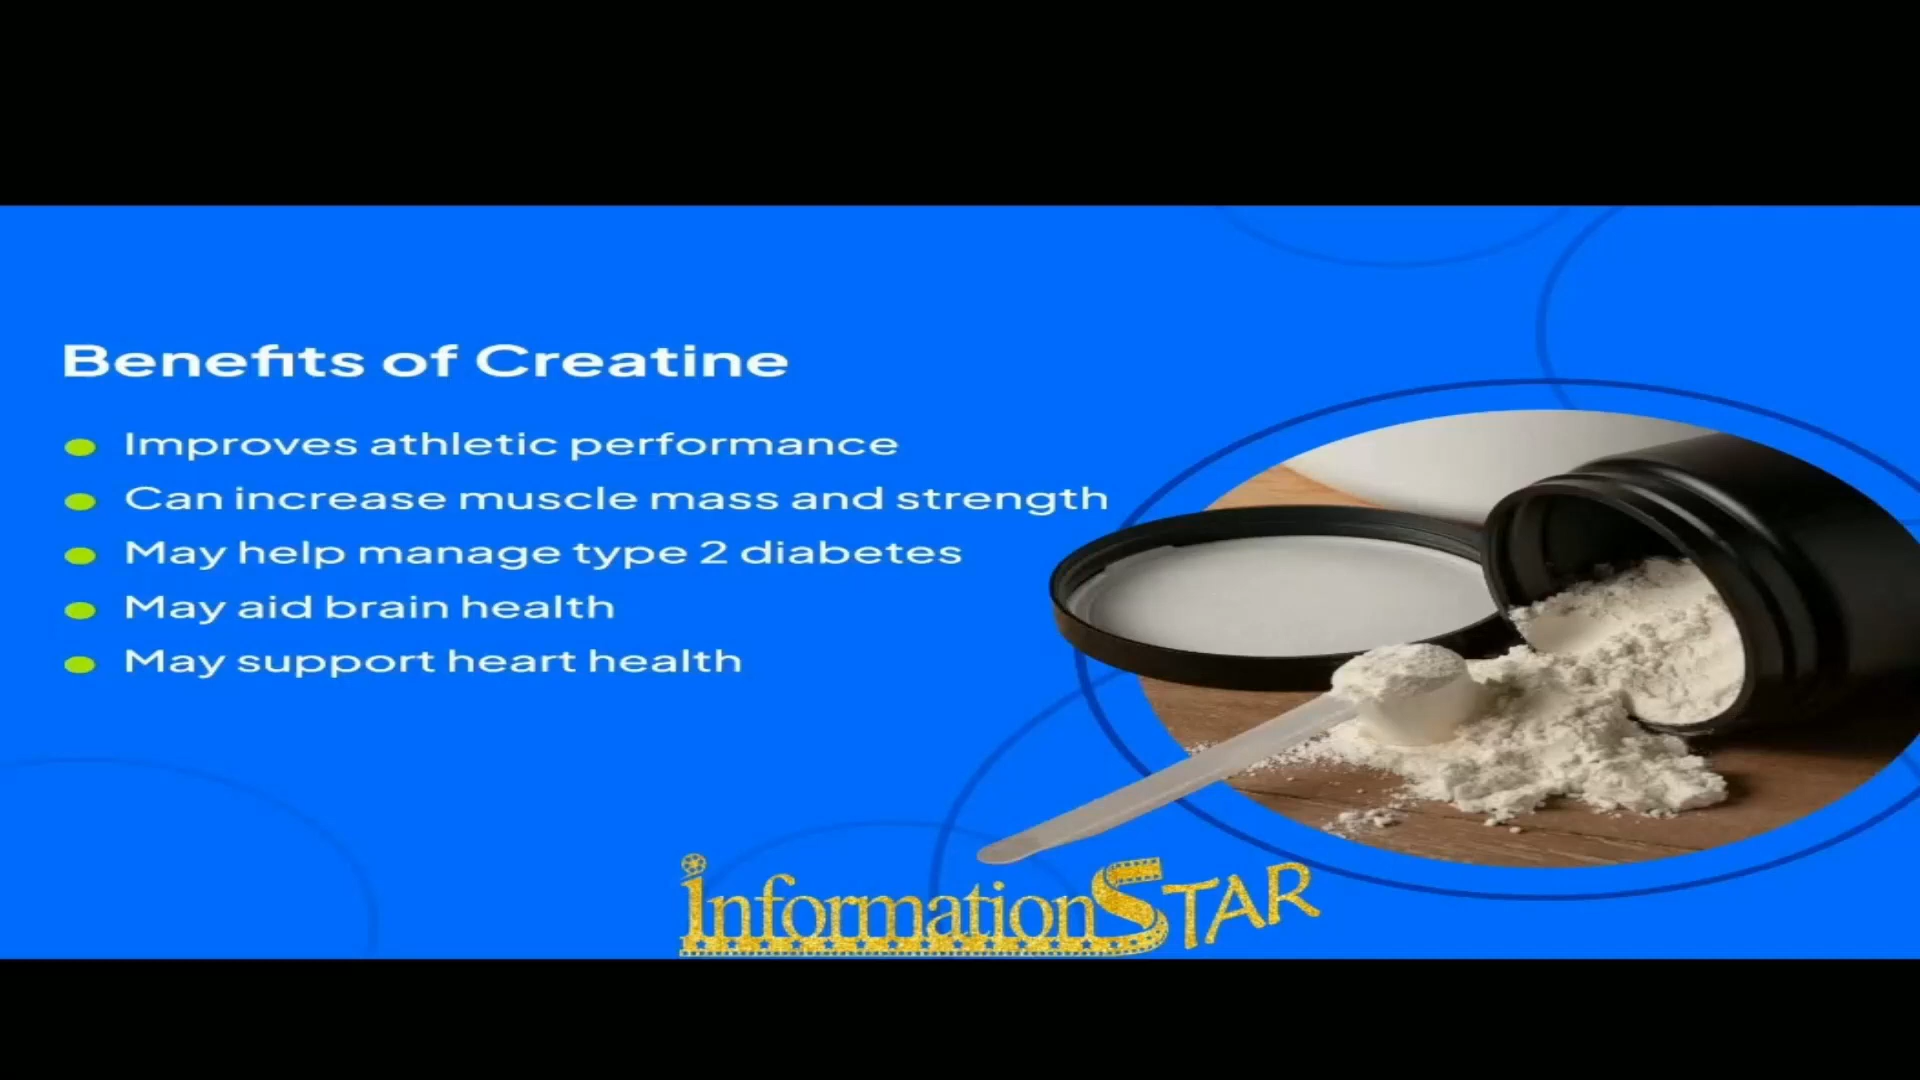 Benefits of Creatine
Improves athletic performance
Can increase muscle mass and strength
May help manage type 2 diabetes
May aid brain health
May support heart health
informationSTAR